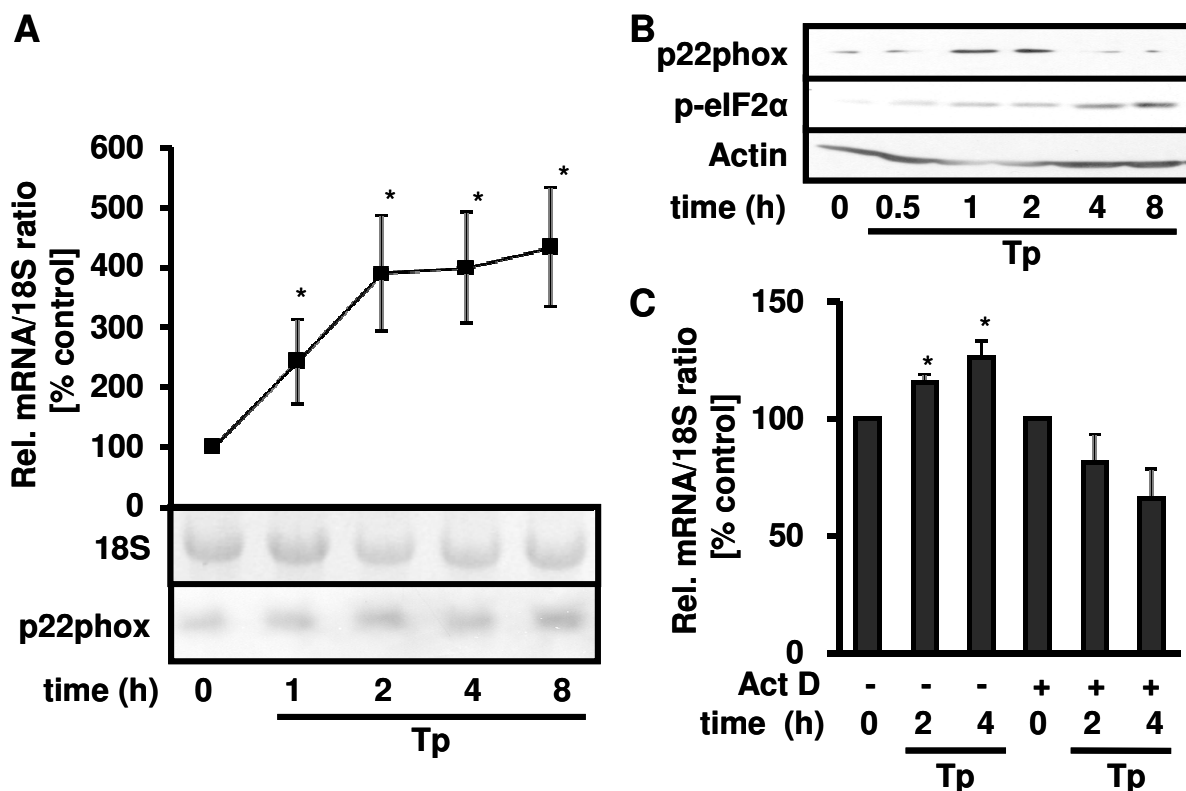 A
Rel. mRNA/18S ratio
[% control]
600
500
400
300
200
100
0
*
*
*
*
18S
p22phox
time (h) 0 1 2 4 8
Tp
B
p22phox
p-eIF2α
Actin
time (h) 0 0.5 1 2 4 8
Tp
C
Rel. mRNA/18S ratio
[% control]
150
100
50
0
*
*
Act D - - - + + +
time (h) 0 2 4 0 2 4
Tp Tp